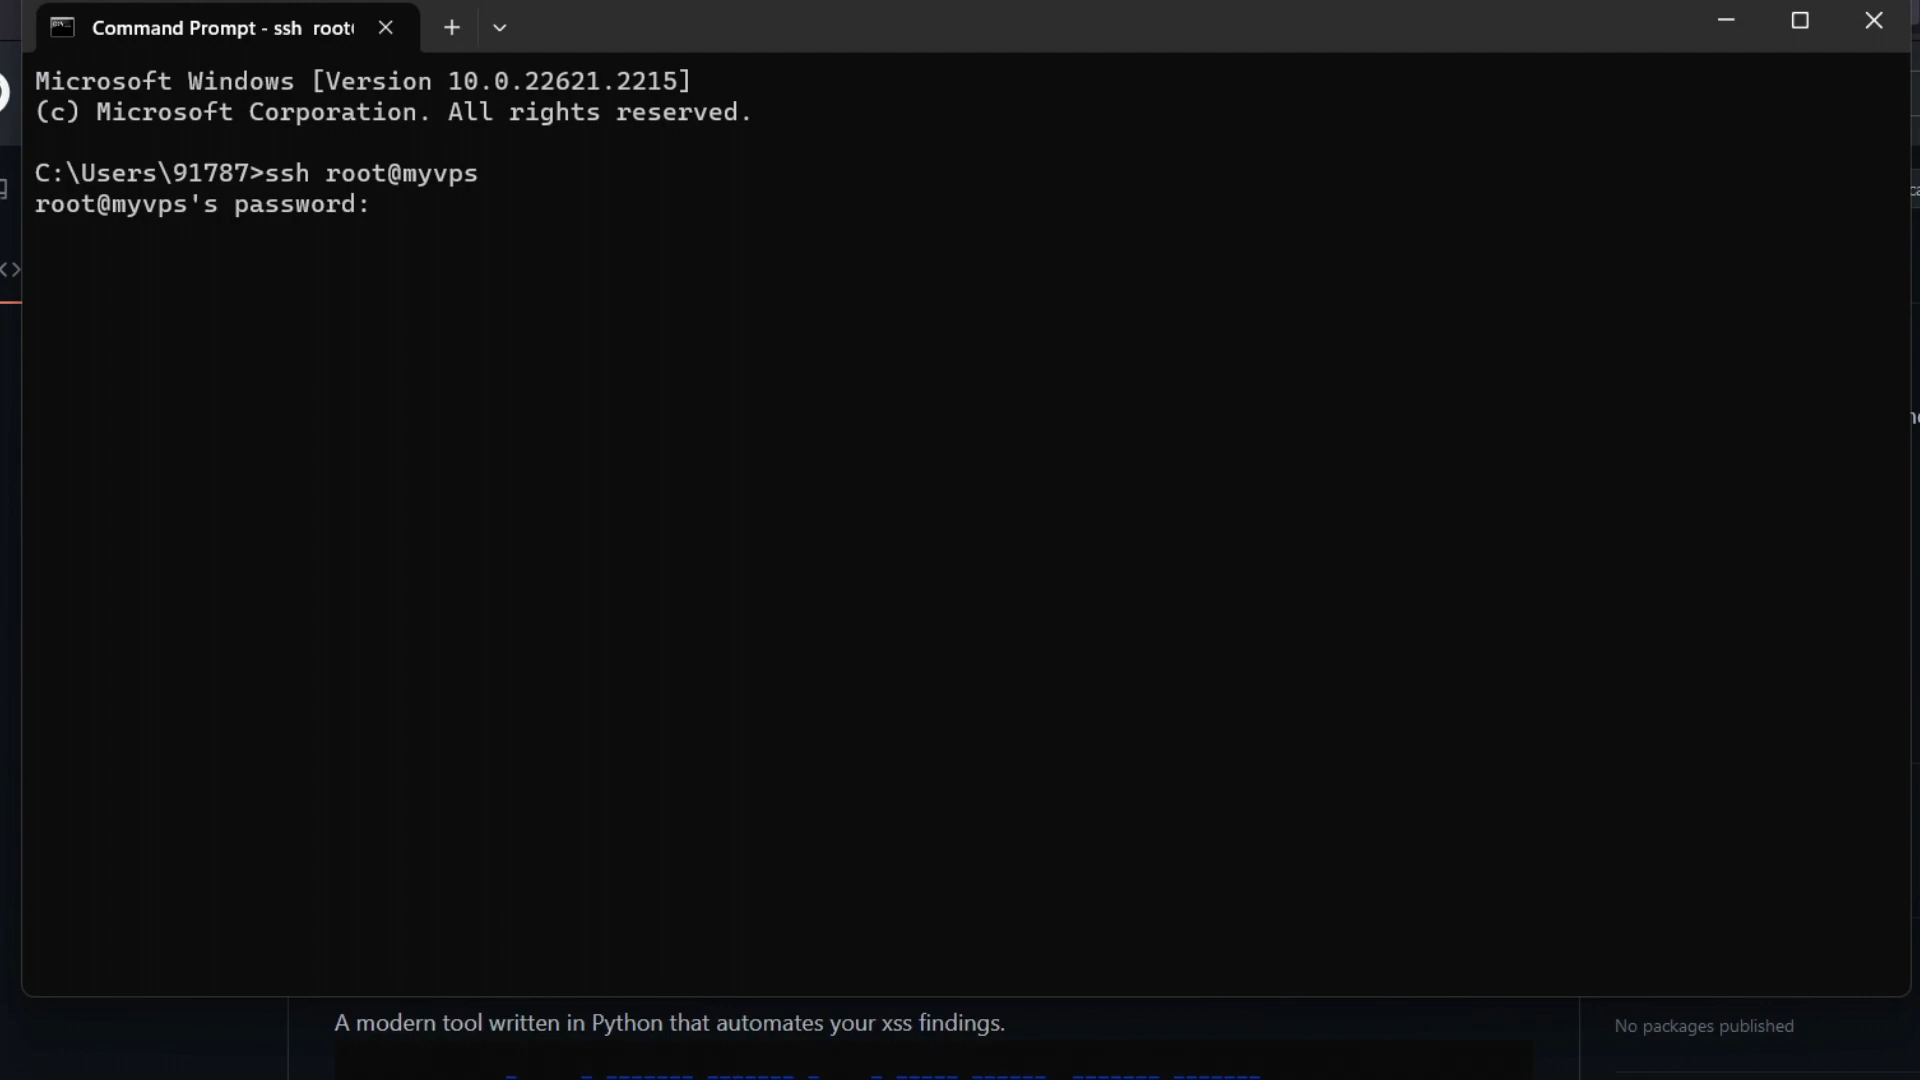 Command Prompt - ssh root
Microsoft Windows [Version 10.0.22621.2215]
(c) Microsoft Corporation. All rights reserved.
C:\Users\91787>ssh root@myvps
root@myvps's password:
A modern tool written in Python that automates your xss findings.
No packages published